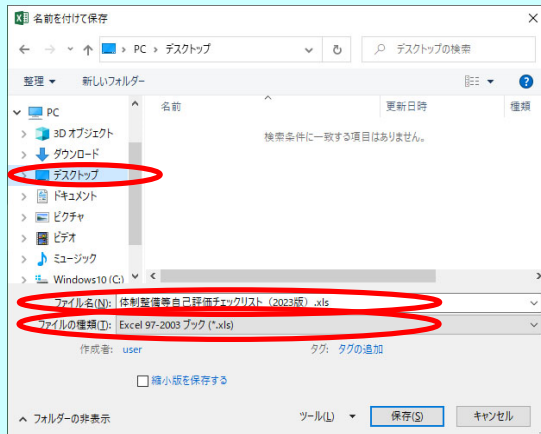 名前を付けて保存
PC › デスクトップ
デスクトップの検索
整理 新しいフォルダー
名前 更新日時 種類
検索条件に一致する項目はありません。
PC
3D オブジェクト
ダウンロード
デスクトップ
ドキュメント
ピクチャ
ビデオ
ミュージック
Windows10 (C:)
ファイル名(N): 体制整備等自己評価チェックリスト（2023版）.xls
ファイルの種類(T): Excel 97-2003 ブック (*.xls)
作成者: user タグ: タグの追加
縮小版を保存する
フォルダーの非表示 ツール(L) 保存(S) キャンセル